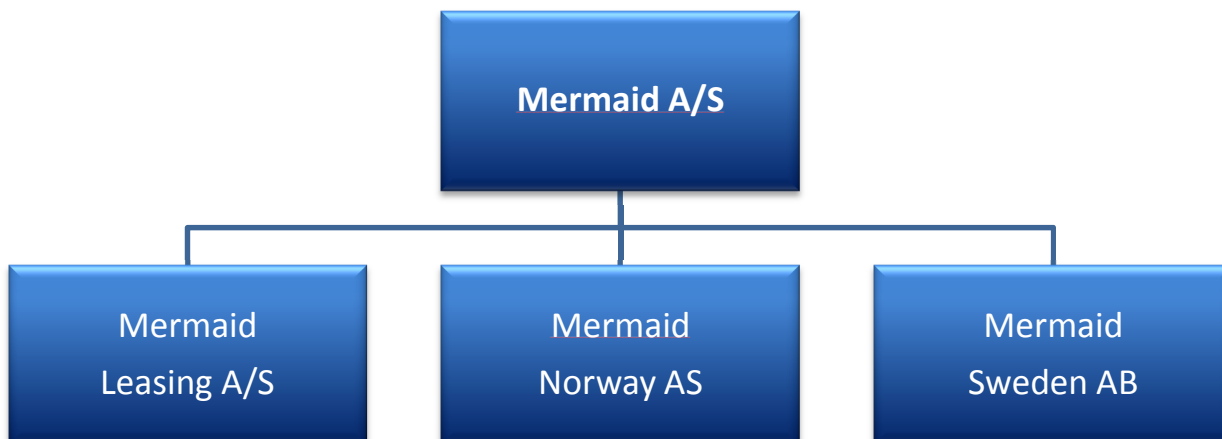 Mermaid A/S
Mermaid
Leasing A/S
Mermaid
Norway AS
Mermaid
Sweden AB